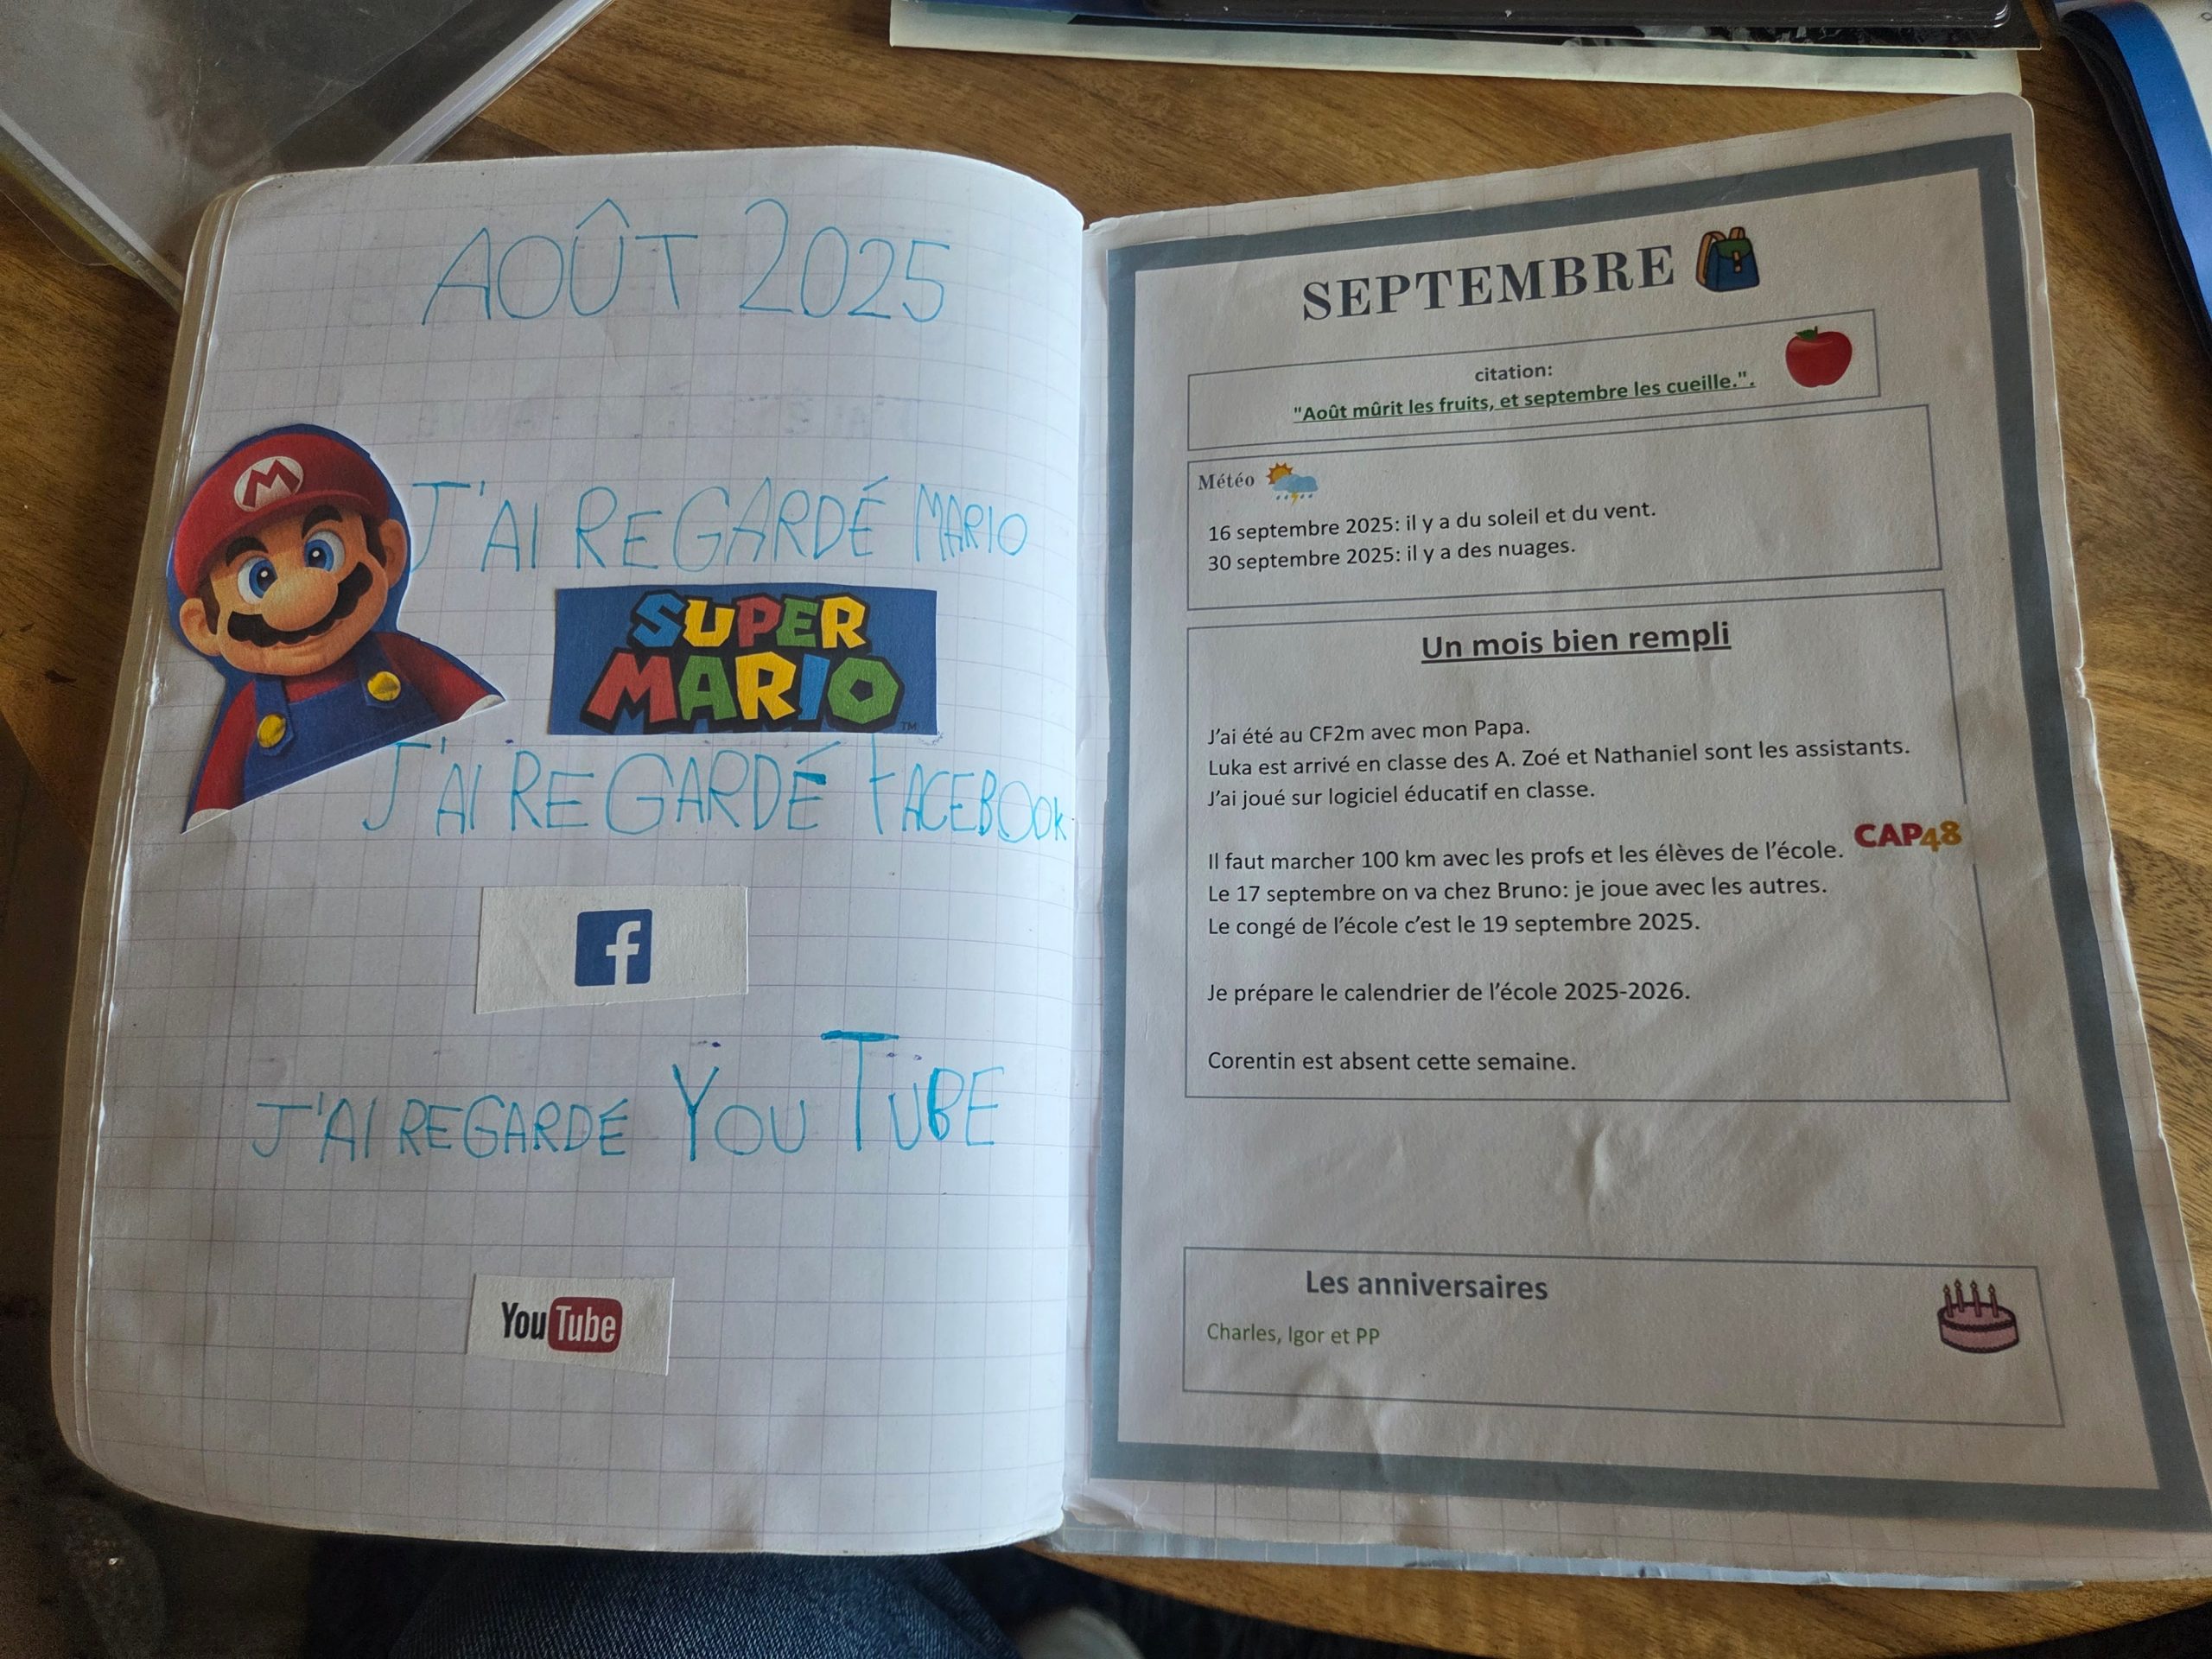 AOÛT 2025
M
J'AI REGARDÉ MARIO
SUPER
MARIO
TM
J'AI REGARDÉ FACEBOOK
f
J'AI REGARDÉ YOU TUBE
YouTube
SEPTEMBRE
citation:
"Août mûrit les fruits, et septembre les cueille.".
Météo
16 septembre 2025: il y a du soleil et du vent.
30 septembre 2025: il y a des nuages.
Un mois bien rempli
J'ai été au CF2m avec mon Papa.
Luka est arrivé en classe des A. Zoé et Nathaniel sont les assistants.
J'ai joué sur logiciel éducatif en classe.
Il faut marcher 100 km avec les profs et les élèves de l'école. CAP48
Le 17 septembre on va chez Bruno: je joue avec les autres.
Le congé de l'école c'est le 19 septembre 2025.
Je prépare le calendrier de l'école 2025-2026.
Corentin est absent cette semaine.
Les anniversaires
Charles, Igor et PP